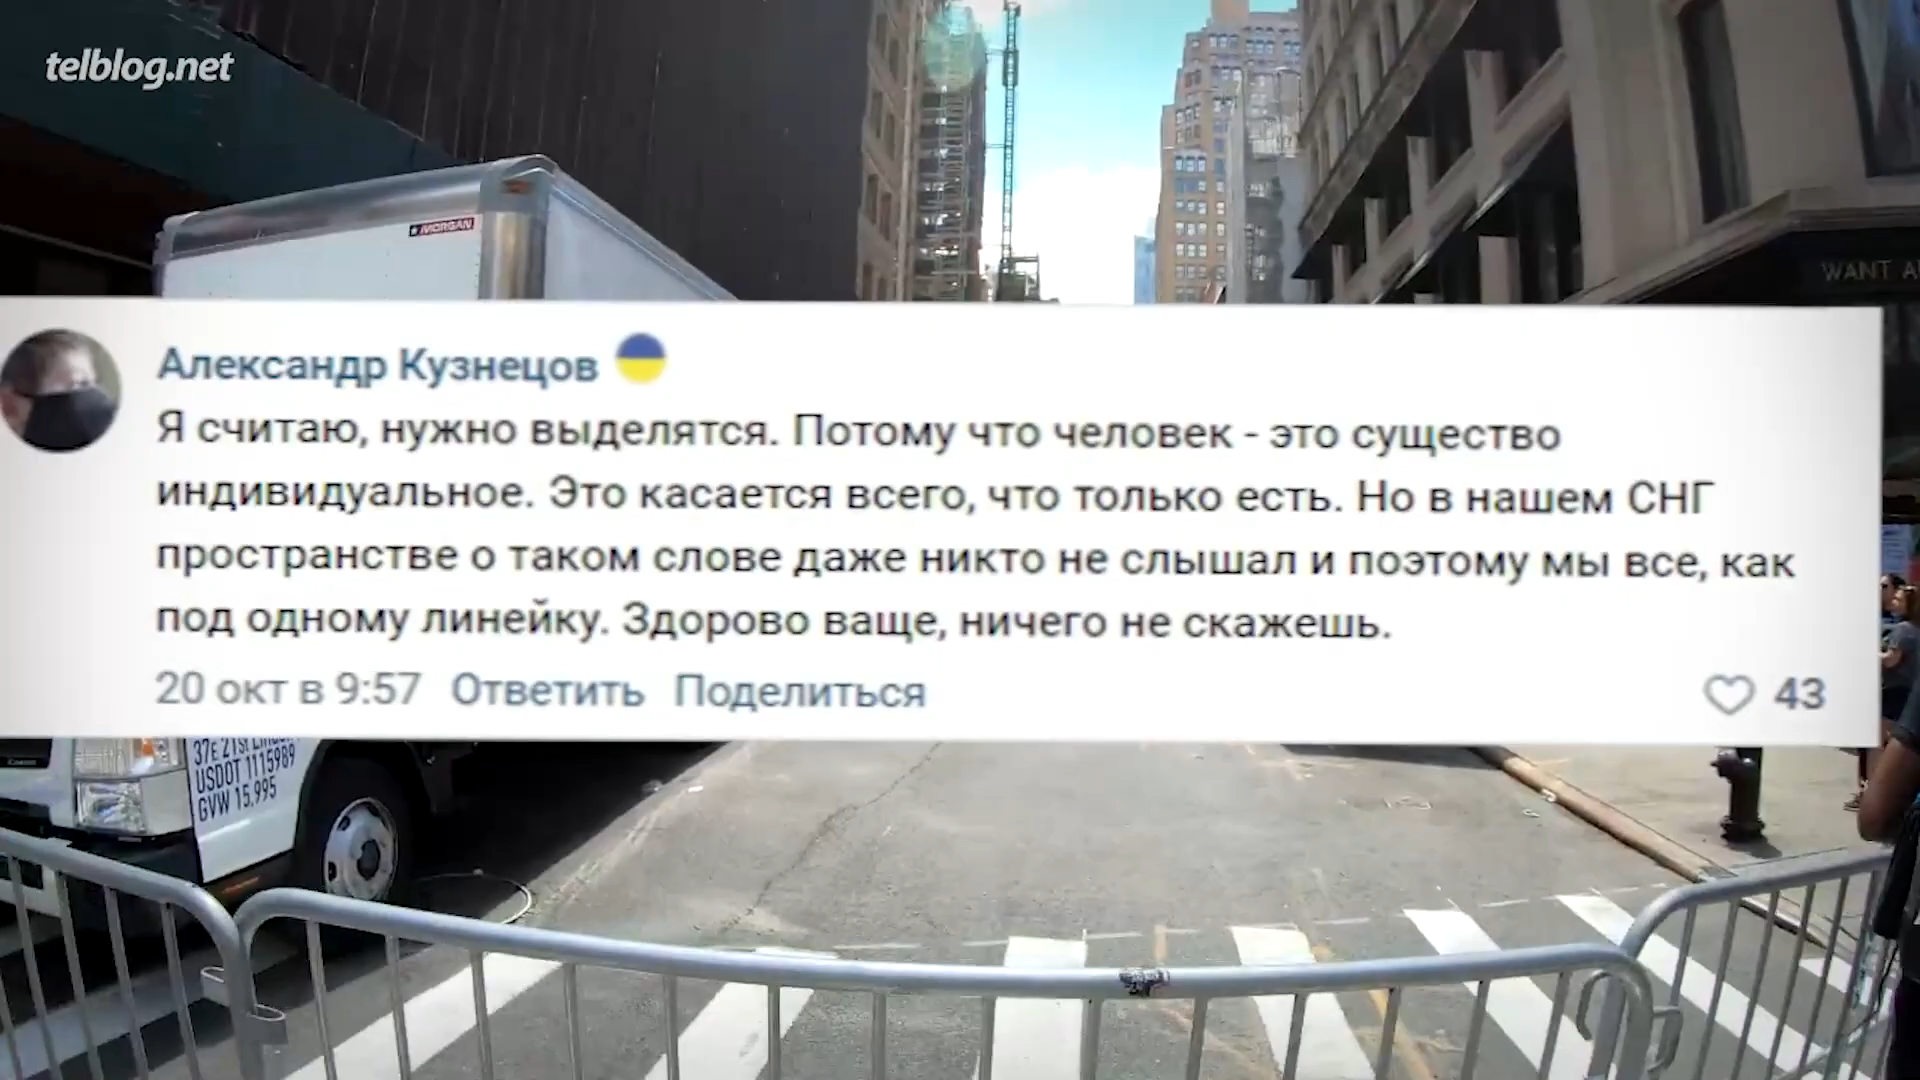 telblog.net
MORGAN
WANT
Александр Кузнецов
Я считаю, нужно выделятся. Потому что человек - это существо
индивидуальное. Это касается всего, что только есть. Но в нашем СНГ
пространстве о таком слове даже никто не слышал и поэтому мы все, как
под одному линейку. Здорово ваще, ничего не скажешь.
20 окт в 9:57 Ответить Поделиться 43
37E 21St
USDOT 1115989
GVW 15,995